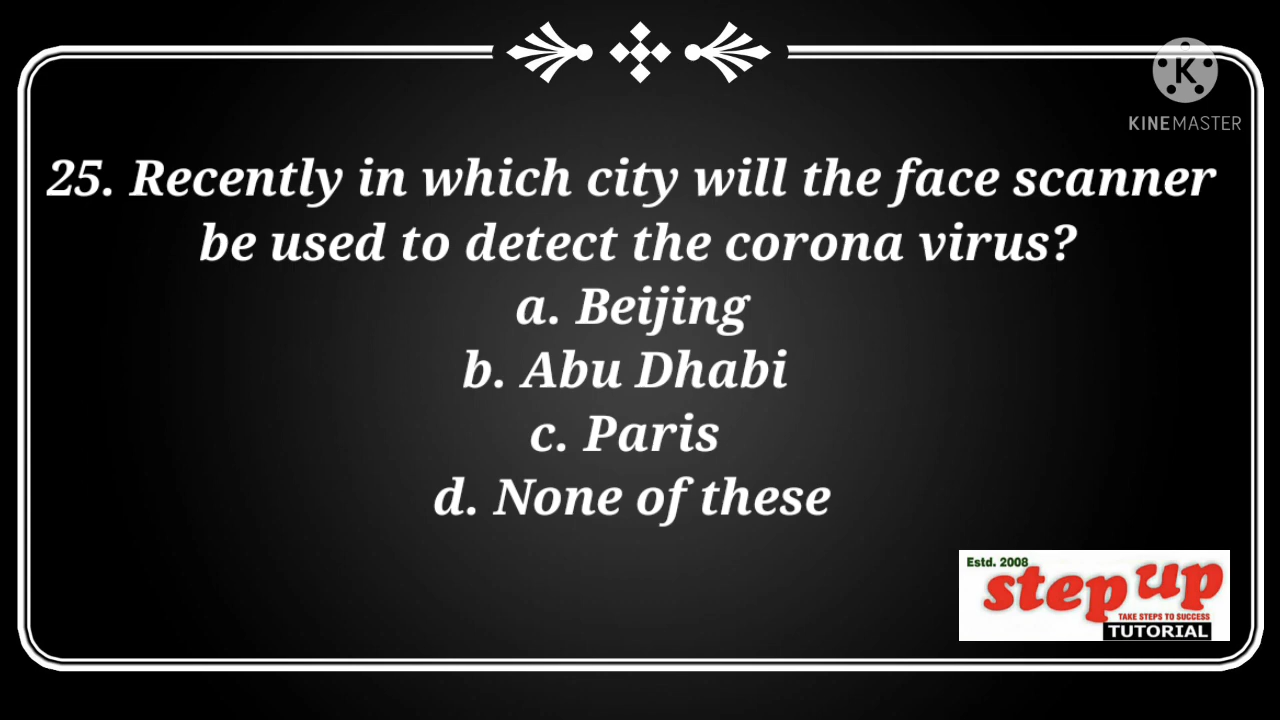 K
KINEMASTER
25. Recently in which city will the face scanner
be used to detect the corona virus?
a. Beijing
b. Abu Dhabi
c. Paris
d. None of these
Estd. 2008
step up
TAKE STEPS TO SUCCESS
TUTORIAL